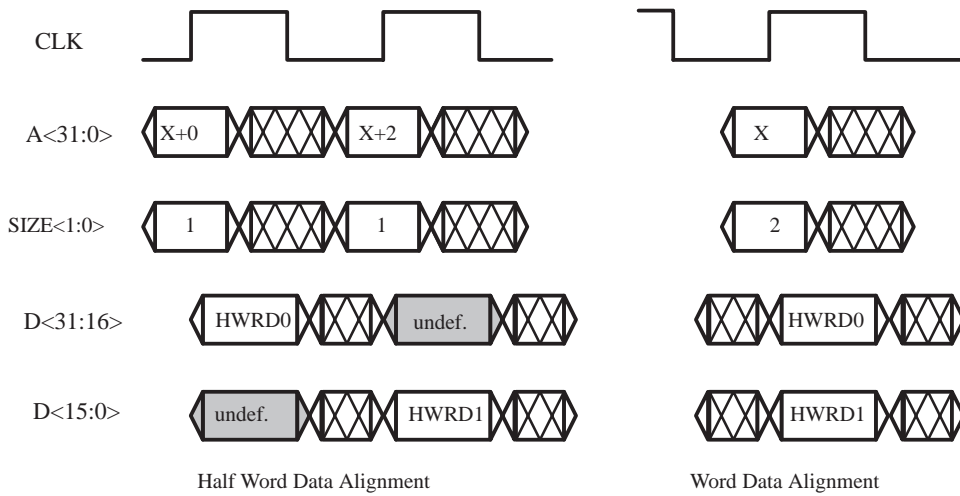 CLK
A<31:0> X+0 X+2 X
SIZE<1:0> 1 1 2
D<31:16> HWRD0 undef. HWRD0
D<15:0> undef. HWRD1 HWRD1
Half Word Data Alignment Word Data Alignment